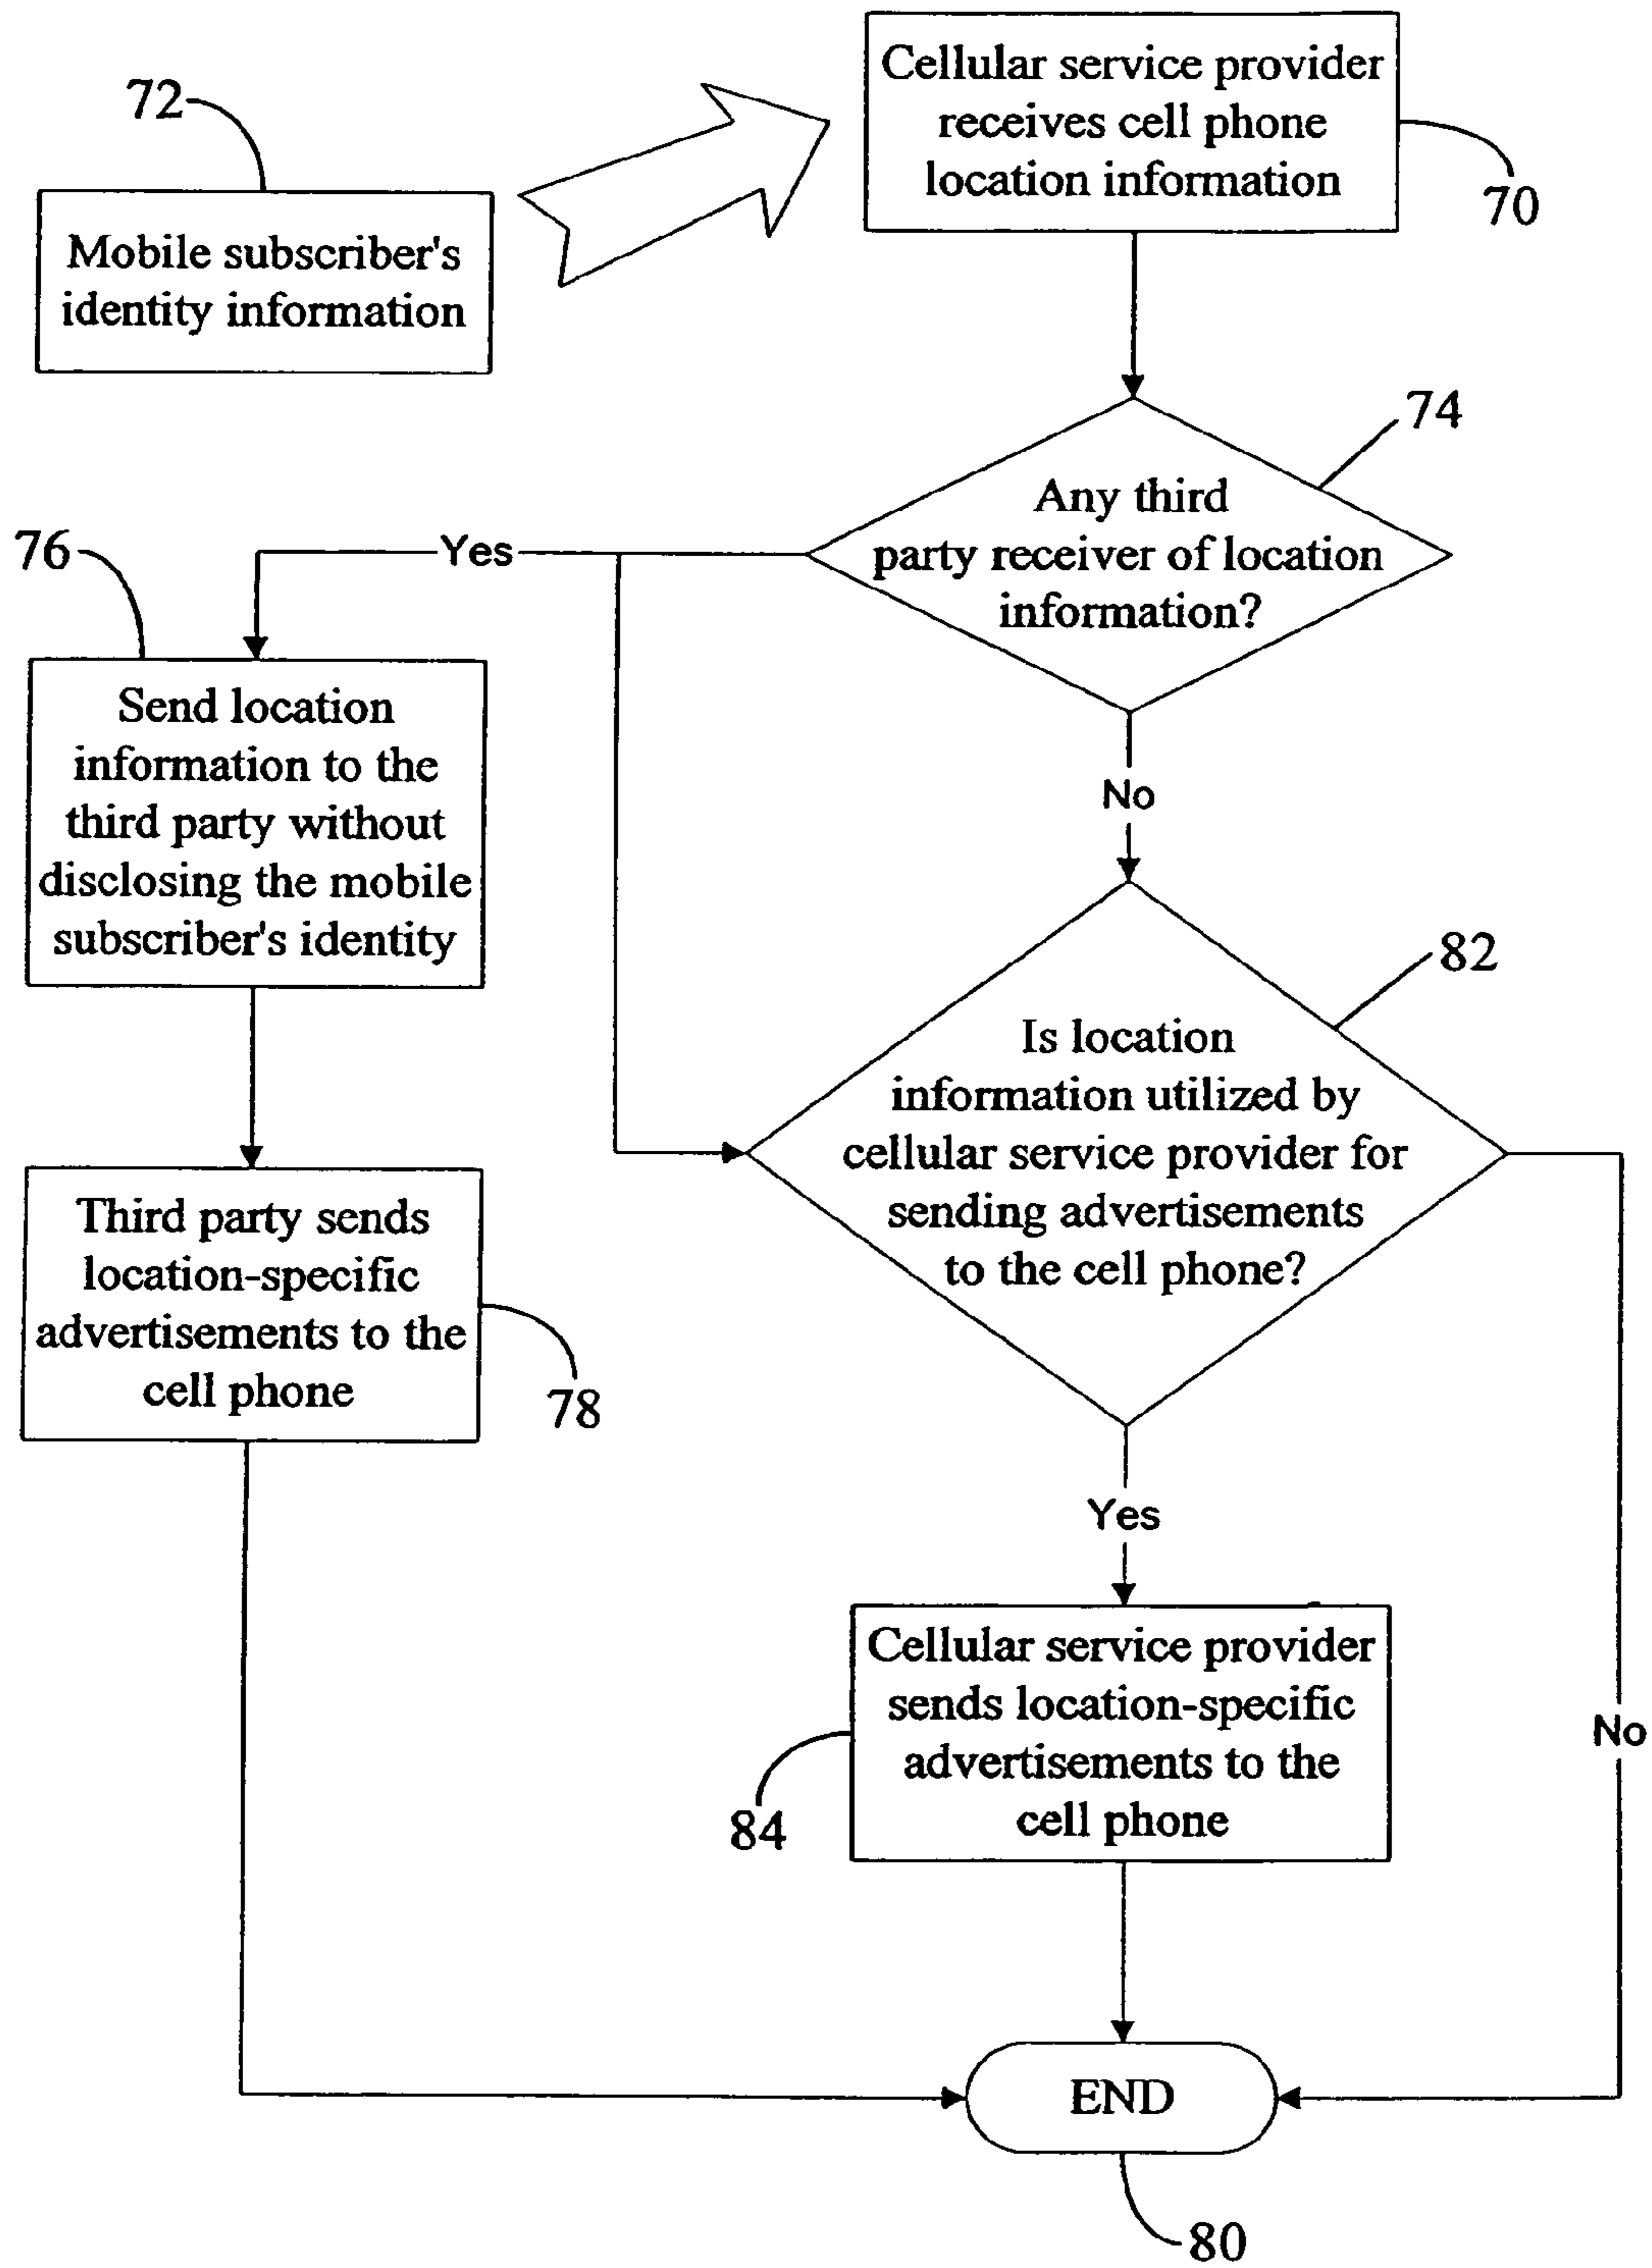 Cellular service provider
receives cell phone
location information
70
72
Mobile subscriber's
identity information
74
Any third
party receiver of location
information?
Yes
No
76
Send location
information to the
third party without
disclosing the mobile
subscriber's identity
82
Is location
information utilized by
cellular service provider for
sending advertisements
to the cell phone?
Third party sends
location-specific
advertisements to the
cell phone
78
Yes
No
Cellular service provider
sends location-specific
advertisements to the
cell phone
84
END
80